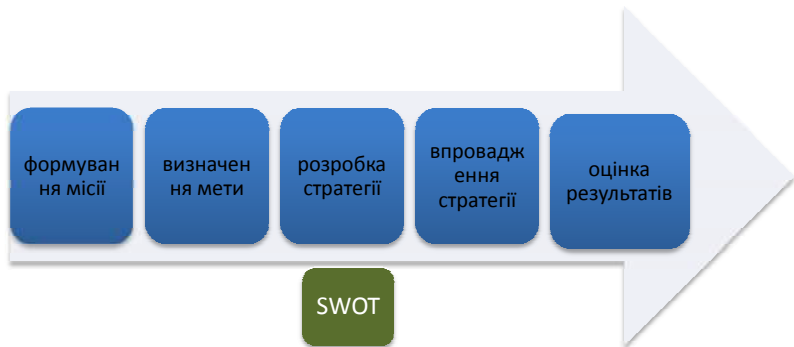 формуван
ня місії
визначен
ня мети
розробка
стратегії
впровадж
ення
стратегії
оцінка
результатів
SWOT